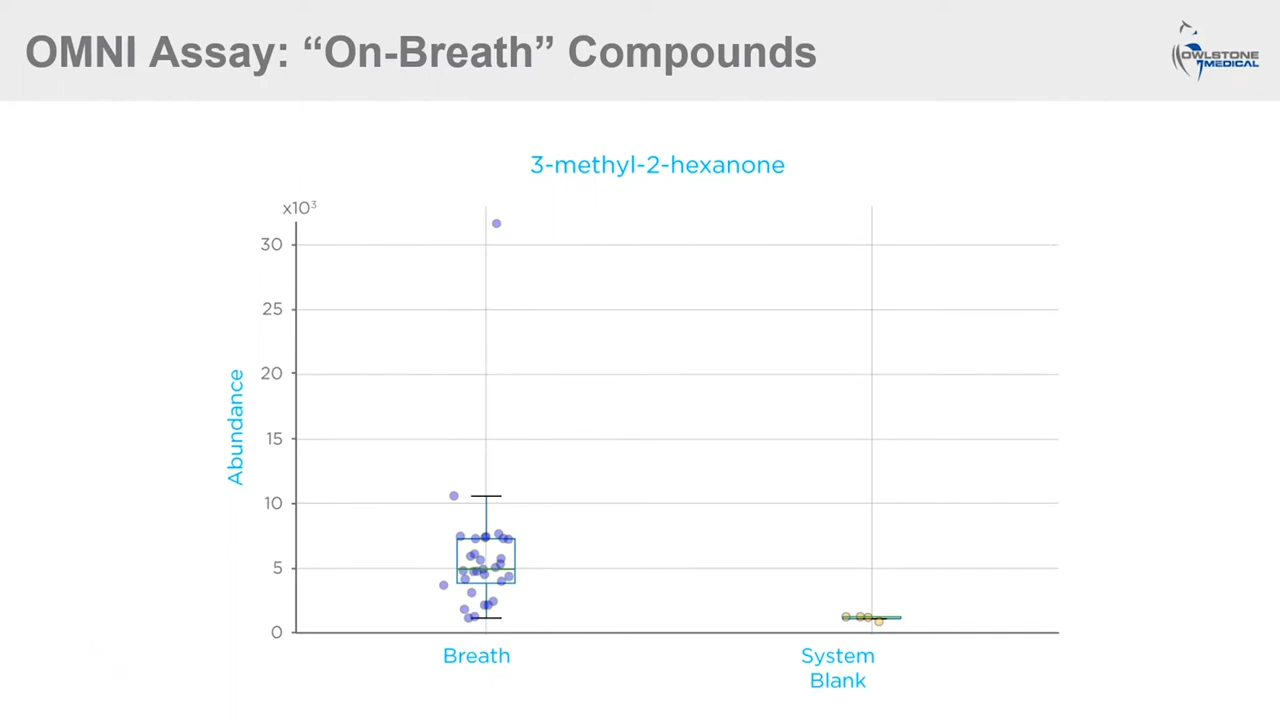 OMNI Assay: “On-Breath” Compounds
OWLSTONE
MEDICAL
3-methyl-2-hexanone
x10³
30
25
20
15
10
5
0
Abundance
Breath
System
Blank